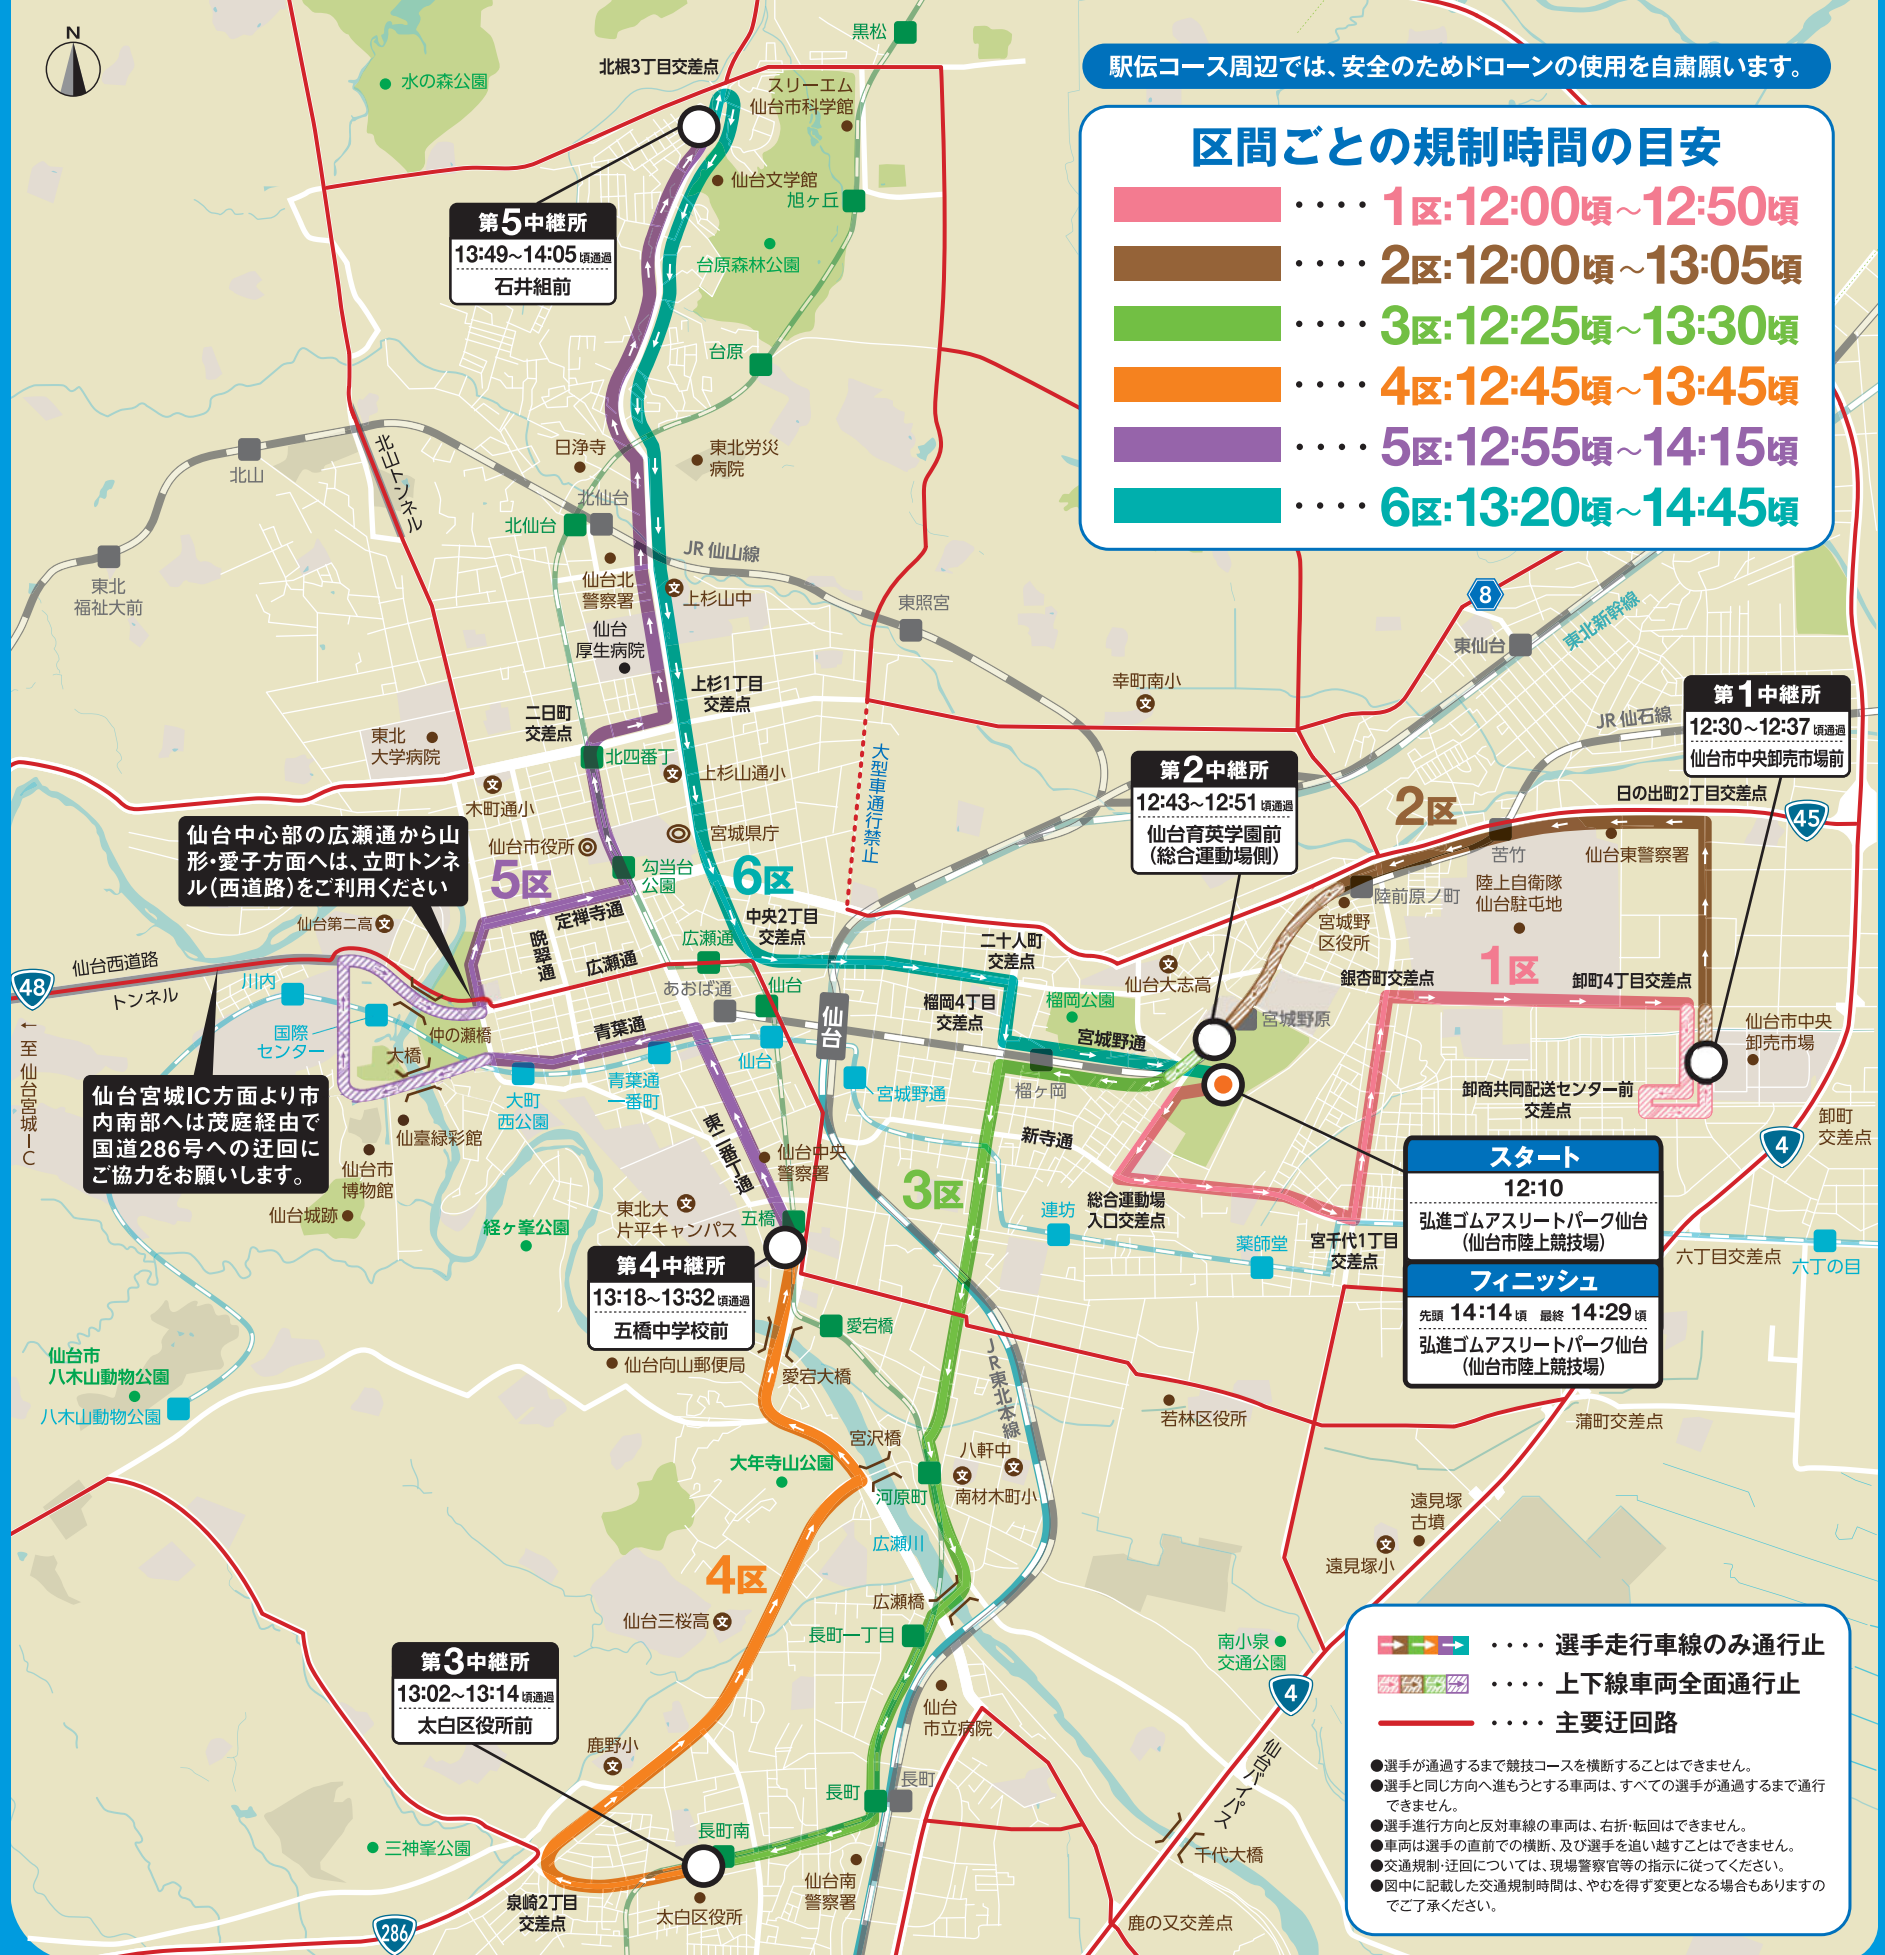 N
駅伝コース周辺では、安全のためドローンの使用を自粛願います。
区間ごとの規制時間の目安
････ 1区:12:00頃～12:50頃
････ 2区:12:00頃～13:05頃
････ 3区:12:25頃～13:30頃
････ 4区:12:45頃～13:45頃
････ 5区:12:55頃～14:15頃
････ 6区:13:20頃～14:45頃
黒松
北根3丁目交差点
水の森公園
スリーエム
仙台市科学館
仙台文学館
旭ヶ丘
第5中継所
13:49～14:05頃通過
石井組前
台原森林公園
台原
北山トンネル
北山
日浄寺
東北労災
病院
北仙台
北仙台
JR仙山線
東北
福祉大前
仙台北
警察署
上杉山中
東照宮
仙台
厚生病院
8
東仙台
東北新幹線
上杉1丁目
交差点
幸町南小
第1中継所
12:30～12:37頃通過
仙台市中央卸売市場前
JR仙石線
二日町
交差点
東北
大学病院
北四番丁
大型車通行禁止
上杉山通小
木町通小
第2中継所
12:43～12:51頃通過
仙台育英学園前
(総合運動場側)
2区
日の出町2丁目交差点
45
仙台中心部の広瀬通から山
形・愛子方面へは、立町トンネ
ル(西道路)をご利用ください
仙台市役所
宮城県庁
勾当台
公園
5区
6区
苦竹
仙台東警察署
陸前原ノ町
陸上自衛隊
仙台駐屯地
宮城野
区役所
仙台第二高
定禅寺通
晩翠通
広瀬通
広瀬通
中央2丁目
交差点
二十人町
交差点
仙台大志高
1区
銀杏町交差点
卸町4丁目交差点
48
仙台西道路
トンネル
川内
国際
センター
仲の瀬橋
大橋
あおば通
仙台
仙台
榴岡4丁目
交差点
榴岡公園
宮城野通
宮城野原
仙台市中央
卸売市場
←至 仙台宮城IC
青葉通
青葉通
一番町
仙台
宮城野通
榴ヶ岡
卸商共同配送センター前
交差点
卸町
交差点
4
仙台宮城IC方面より市
内南部へは茂庭経由で
国道286号への迂回に
ご協力をお願いします。
大町
西公園
仙臺緑彩館
仙台市
博物館
仙台城跡
東二番丁通
仙台中央
警察署
新寺通
3区
東北大
片平キャンパス
五橋
経ヶ峯公園
連坊
総合運動場
入口交差点
薬師堂
宮千代1丁目
交差点
スタート
12:10
弘進ゴムアスリートパーク仙台
(仙台市陸上競技場)
フィニッシュ
先頭 14:14頃 最終 14:29頃
弘進ゴムアスリートパーク仙台
(仙台市陸上競技場)
六丁目交差点
六丁の目
第4中継所
13:18～13:32頃通過
五橋中学校前
仙台向山郵便局
愛宕橋
愛宕大橋
JR東北本線
仙台市
八木山動物公園
八木山動物公園
若林区役所
蒲町交差点
宮沢橋
大年寺山公園
八軒中
河原町
南材木町小
遠見塚
古墳
遠見塚小
広瀬川
4区
広瀬橋
仙台三桜高
長町一丁目
南小泉
交通公園
4
第3中継所
13:02～13:14頃通過
太白区役所前
仙台
市立病院
仙台バイパス
鹿野小
長町
長町
千代大橋
三神峯公園
長町南
泉崎2丁目
交差点
太白区役所
仙台南
警察署
鹿の又交差点
286
････ 選手走行車線のみ通行止
････ 上下線車両全面通行止
････ 主要迂回路
●選手が通過するまで競技コースを横断することはできません。
●選手と同じ方向へ進もうとする車両は、すべての選手が通過するまで通行
できません。
●選手進行方向と反対車線の車両は、右折・転回はできません。
●車両は選手の直前での横断、及び選手を追い越すことはできません。
●交通規制・迂回については、現場警察官等の指示に従ってください。
●図中に記載した交通規制時間は、やむを得ず変更となる場合もありますの
でご了承ください。